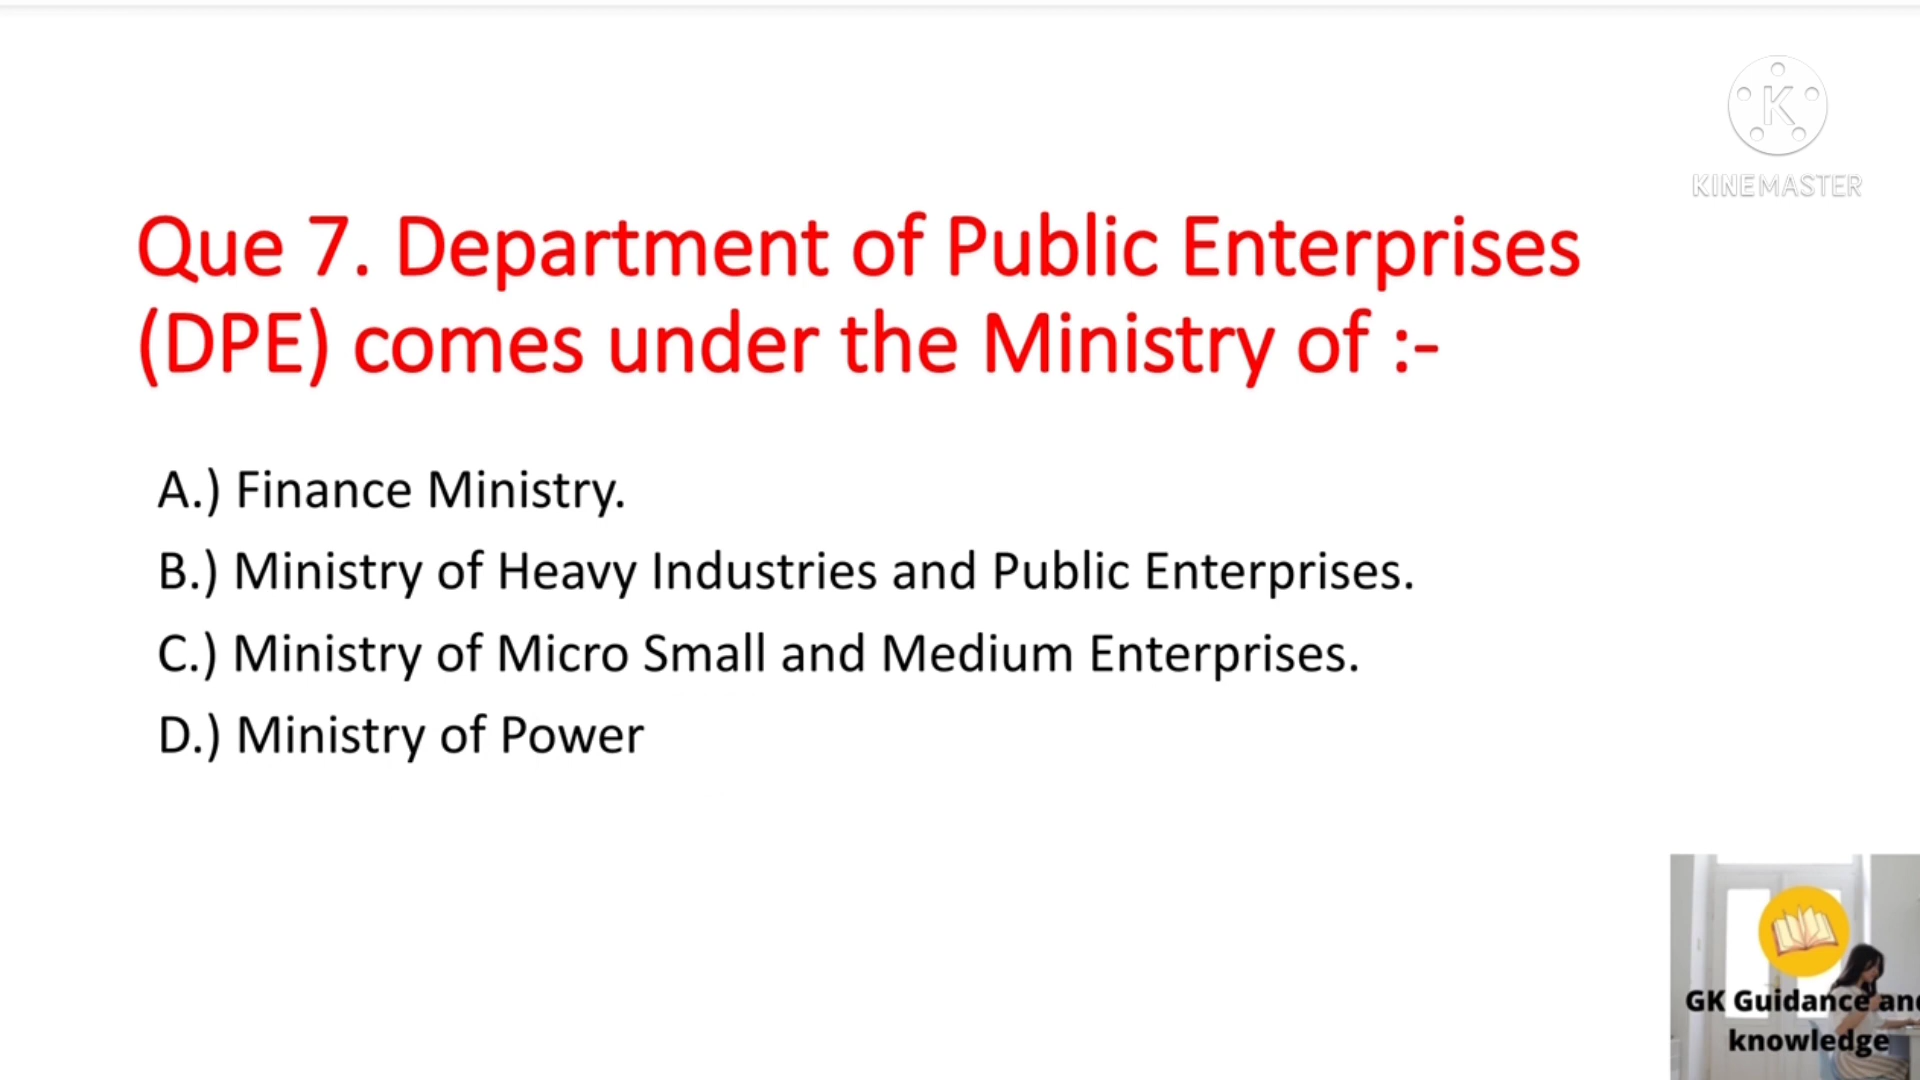 K
KINEMASTER
Que 7. Department of Public Enterprises
(DPE) comes under the Ministry of :-
A.) Finance Ministry.
B.) Ministry of Heavy Industries and Public Enterprises.
C.) Ministry of Micro Small and Medium Enterprises.
D.) Ministry of Power
GK Guidance and
knowledge